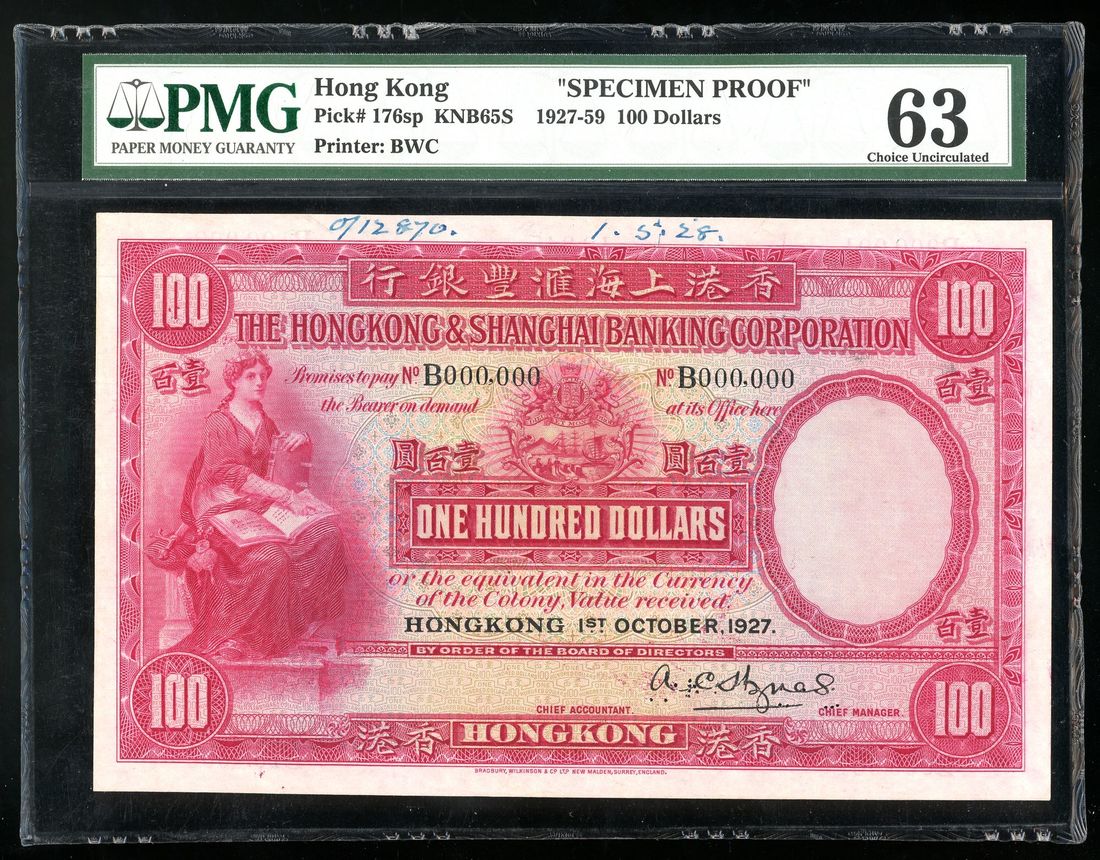 PMG
PAPER MONEY GUARANTY
Hong Kong "SPECIMEN PROOF"
Pick# 176sp KNB65S 1927-59 100 Dollars
Printer: BWC
63
Choice Uncirculated
0/12870. 1.5.28.
行銀豐滙海上港香
100 100
THE HONGKONG & SHANGHAI BANKING CORPORATION
百壹 百壹
Promises to pay Nº B000,000 Nº B000,000
the Bearer on demand at its Office here
圓百壹 圓百壹
ONE HUNDRED DOLLARS
or the equivalent in the Currency
of the Colony, Value received.
HONGKONG 1ST OCTOBER, 1927.
百壹
BY ORDER OF THE BOARD OF DIRECTORS
100 100
CHIEF ACCOUNTANT. CHIEF MANAGER.
港香 HONGKONG 港香
BRADBURY, WILKINSON & Cº LTD NEW MALDEN, SURREY, ENGLAND.